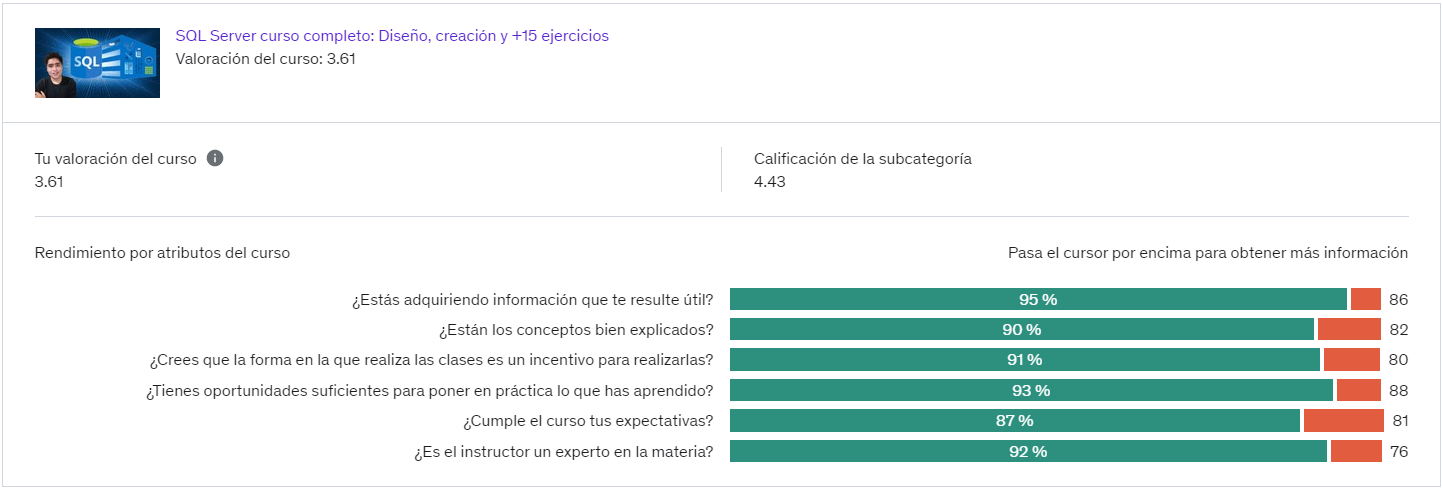 SQL
SQL Server curso completo: Diseño, creación y +15 ejercicios
Valoración del curso: 3.61
Tu valoración del curso
Calificación de la subcategoría
3.61
4.43
Rendimiento por atributos del curso
Pasa el cursor por encima para obtener más información
¿Estás adquiriendo información que te resulte útil? 95 % 86
¿Están los conceptos bien explicados? 90 % 82
¿Crees que la forma en la que realiza las clases es un incentivo para realizarlas? 91 % 80
¿Tienes oportunidades suficientes para poner en práctica lo que has aprendido? 93 % 88
¿Cumple el curso tus expectativas? 87 % 81
¿Es el instructor un experto en la materia? 92 % 76